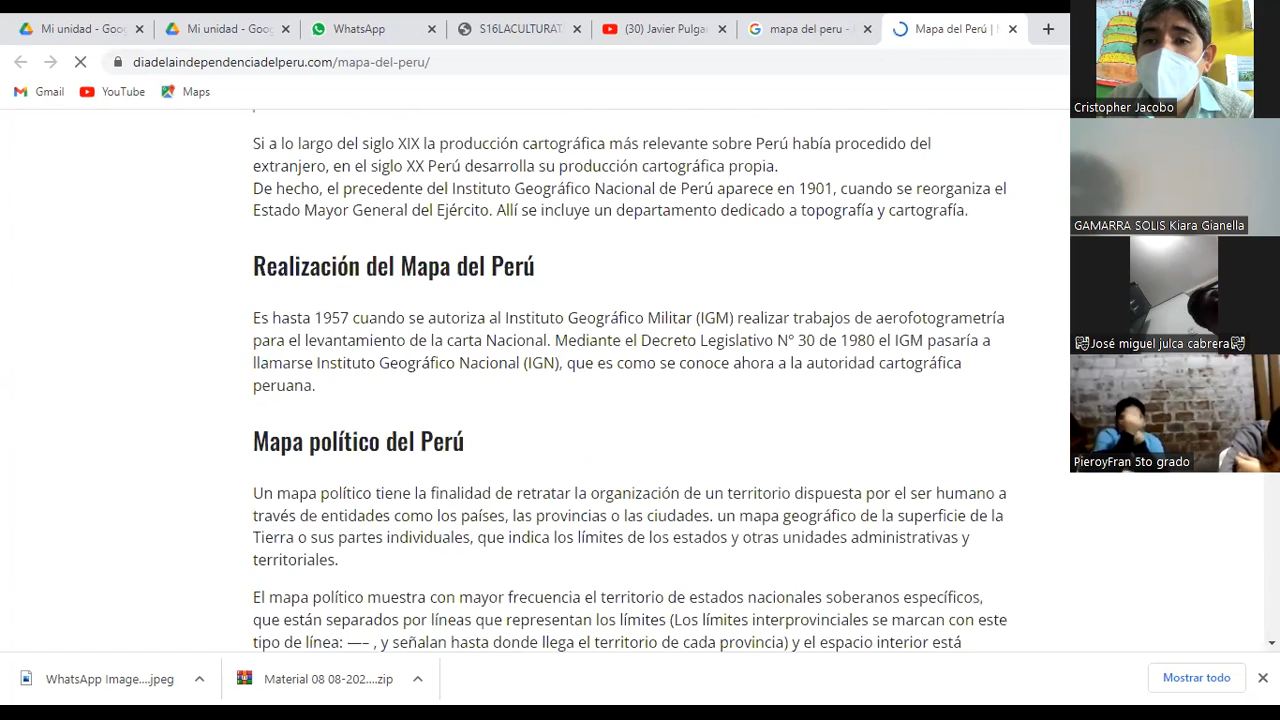 Mi unidad - Goo
Mi unidad - Goo
WhatsApp
S16LACULTURAT
(30) Javier Pulga
mapa del peru -
Mapa del Perú |
diadelaindependenciadelperu.com/mapa-del-peru/
Gmail
YouTube
Maps
Si a lo largo del siglo XIX la producción cartográfica más relevante sobre Perú había procedido del
extranjero, en el siglo XX Perú desarrolla su producción cartográfica propia.
De hecho, el precedente del Instituto Geográfico Nacional de Perú aparece en 1901, cuando se reorganiza el
Estado Mayor General del Ejército. Allí se incluye un departamento dedicado a topografía y cartografía.
Realización del Mapa del Perú
Es hasta 1957 cuando se autoriza al Instituto Geográfico Militar (IGM) realizar trabajos de aerofotogrametría
para el levantamiento de la carta Nacional. Mediante el Decreto Legislativo N° 30 de 1980 el IGM pasaría a
llamarse Instituto Geográfico Nacional (IGN), que es como se conoce ahora a la autoridad cartográfica
peruana.
Mapa político del Perú
Un mapa político tiene la finalidad de retratar la organización de un territorio dispuesta por el ser humano a
través de entidades como los países, las provincias o las ciudades. un mapa geográfico de la superficie de la
Tierra o sus partes individuales, que indica los límites de los estados y otras unidades administrativas y
territoriales.
El mapa político muestra con mayor frecuencia el territorio de estados nacionales soberanos específicos,
que están separados por líneas que representan los límites (Los límites interprovinciales se marcan con este
tipo de línea: —– , y señalan hasta donde llega el territorio de cada provincia) y el espacio interior está
WhatsApp Image....jpeg
Material 08 08-202....zip
Mostrar todo
Cristopher Jacobo
GAMARRA SOLIS Kiara Gianella
José miguel julca cabrera
PieroyFran 5to grado